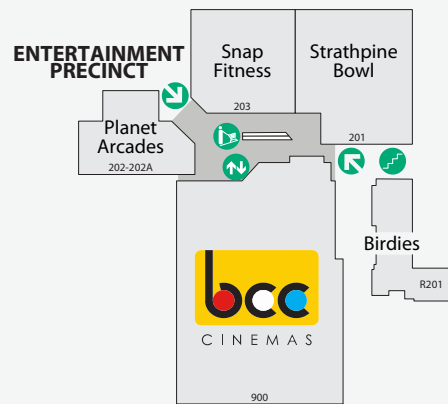 ENTERTAINMENT
PRECINCT
Snap
Fitness
203
Strathpine
Bowl
201
Planet
Arcades
202-202A
Birdies
R201
bcc
CINEMAS
900